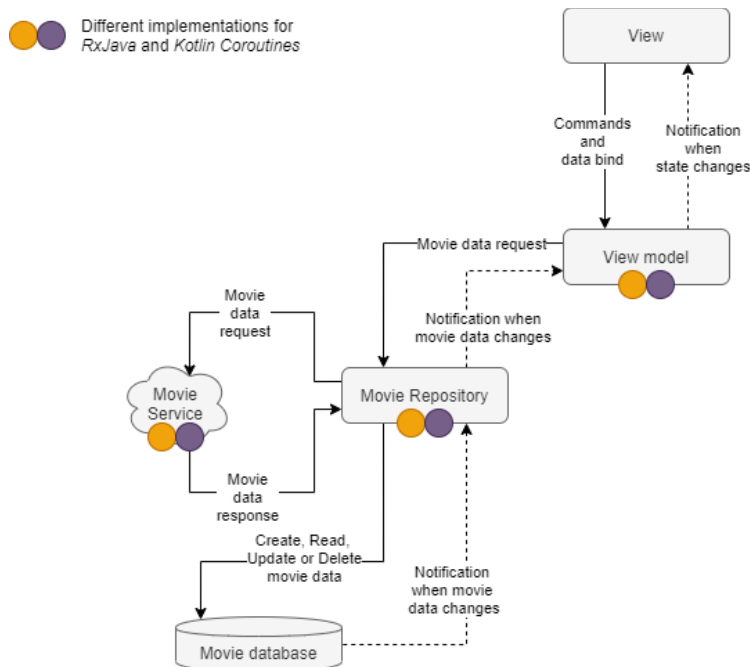 Different implementations for
RxJava and Kotlin Coroutines
View
Commands
and
data bind
Notification
when
state changes
Movie data request
View model
Movie
data
request
Notification when
movie data changes
Movie
Service
Movie Repository
Movie
data
response
Create, Read,
Update or Delete
movie data
Notification
when movie
data changes
Movie database